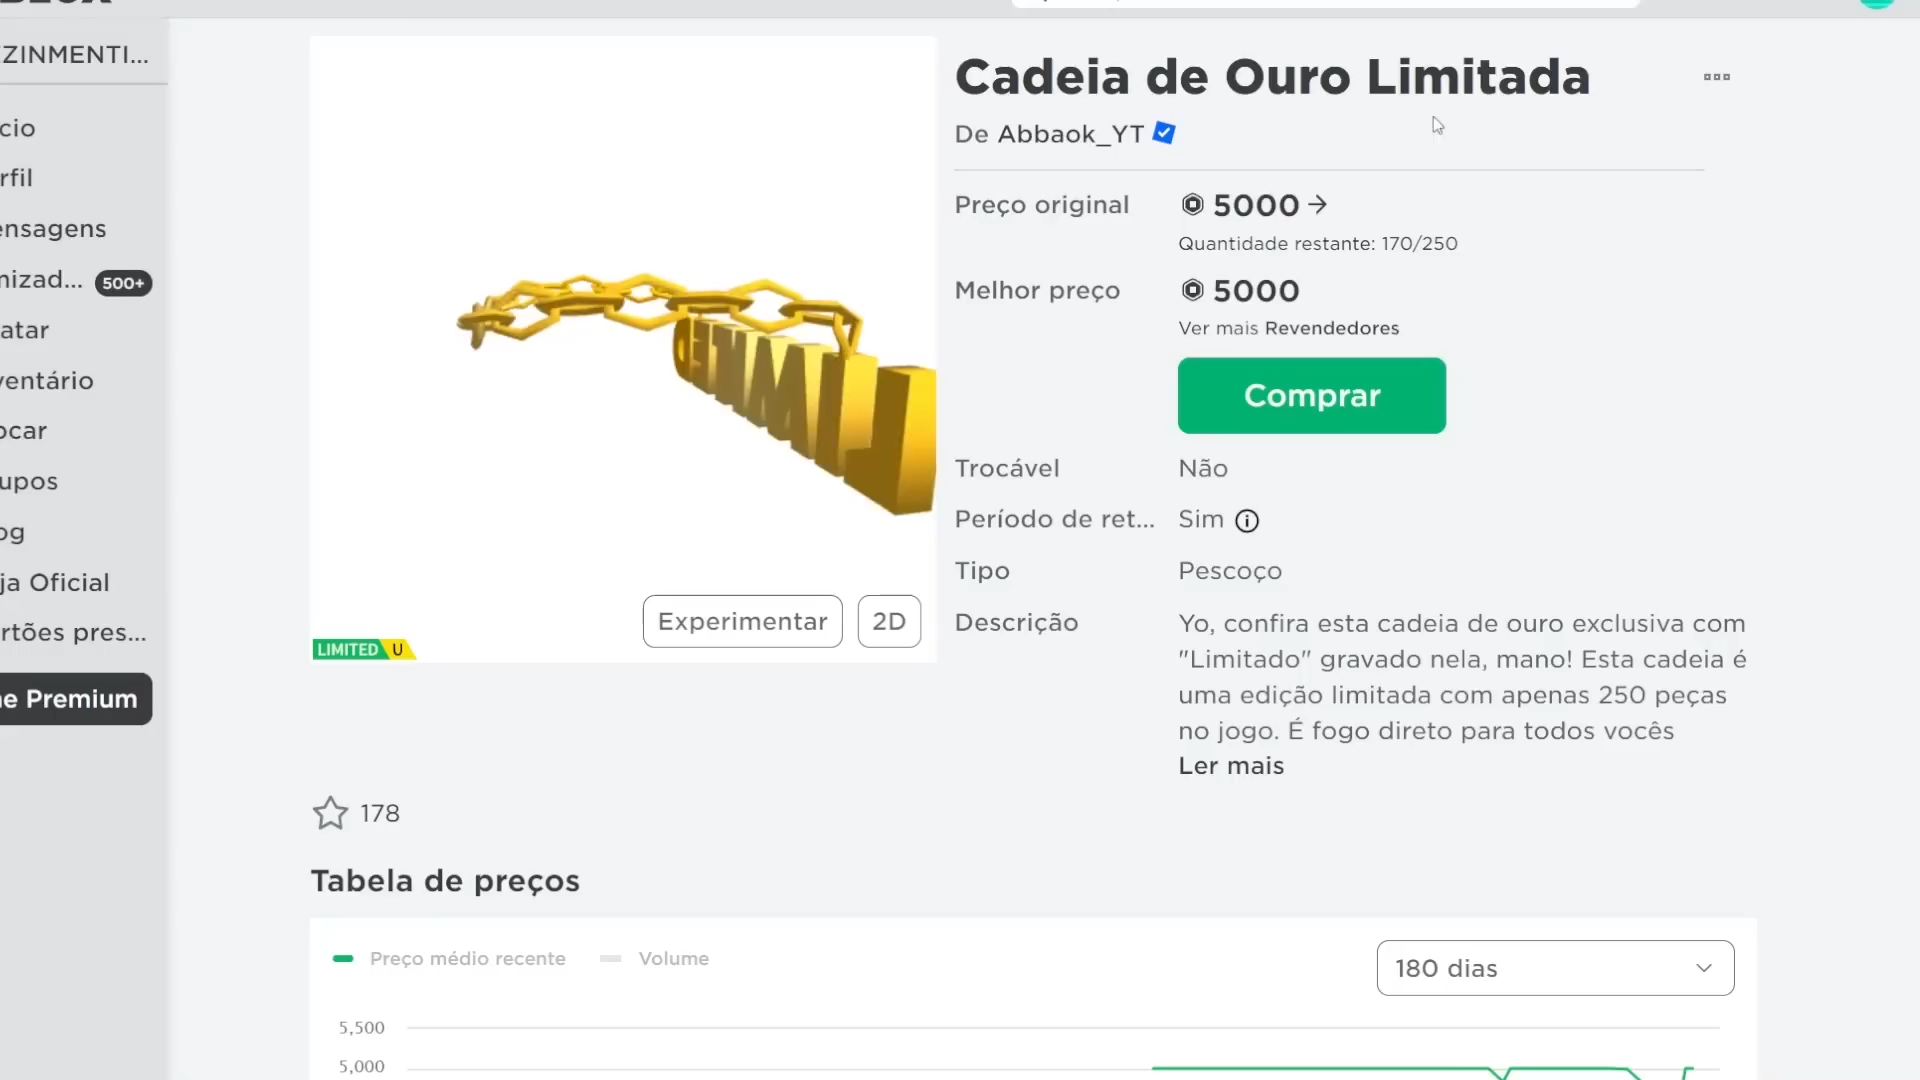 ZINMENTI...
cio
rfil
ensagens
nizad... 500+
atar
ventário
ocar
upos
og
ja Oficial
rtões pres...
ne Premium
LIMITED
Experimentar 2D
LIMITED U
Cadeia de Ouro Limitada
De Abbaok_YT
Preço original 5000
Quantidade restante: 170/250
Melhor preço 5000
Ver mais Revendedores
Comprar
Trocável Não
Período de ret... Sim
Tipo Pescoço
Descrição Yo, confira esta cadeia de ouro exclusiva com
"Limitado" gravado nela, mano! Esta cadeia é
uma edição limitada com apenas 250 peças
no jogo. É fogo direto para todos vocês
Ler mais
178
Tabela de preços
Preço médio recente Volume
180 dias
5,500
5,000